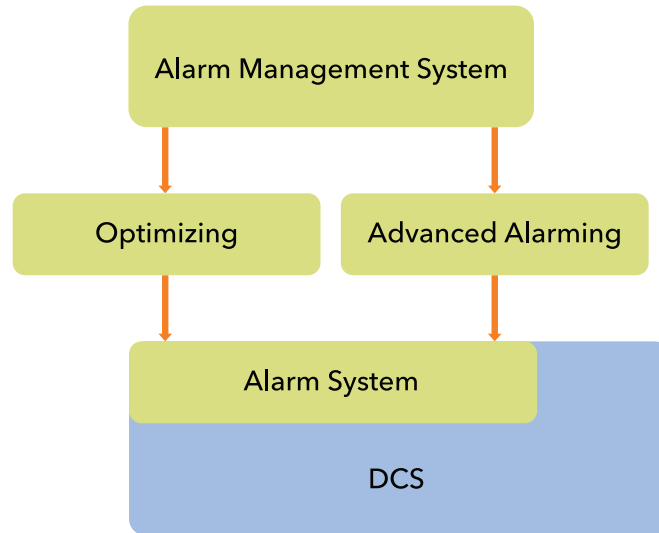 Alarm Management System
Optimizing
Advanced Alarming
Alarm System
DCS